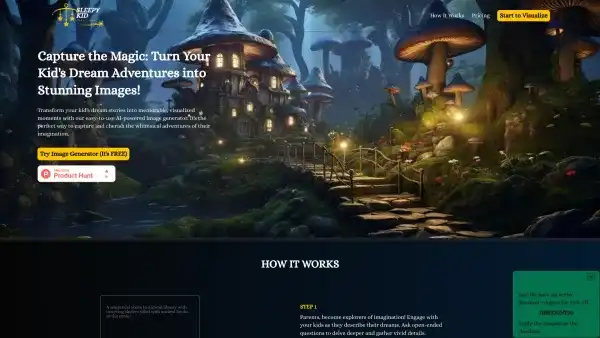 SLEEPY
KID
How It Works
Pricing
Start to Visualize
Capture the Magic: Turn Your
Kid's Dream Adventures into
Stunning Images!
Transform your kid's dream stories into memorable, visualized
moments with our easy-to-use AI-powered image generator. It's the
perfect way to capture and cherish the whimsical adventures of their
imagination.
Try Image Generator (It's FREE)
Product Hunt
HOW IT WORKS
STEP 1
Parents, become explorers of imagination! Engage with
your kids as they describe their dreams. Ask open-ended
questions to delve deeper and gather vivid details.